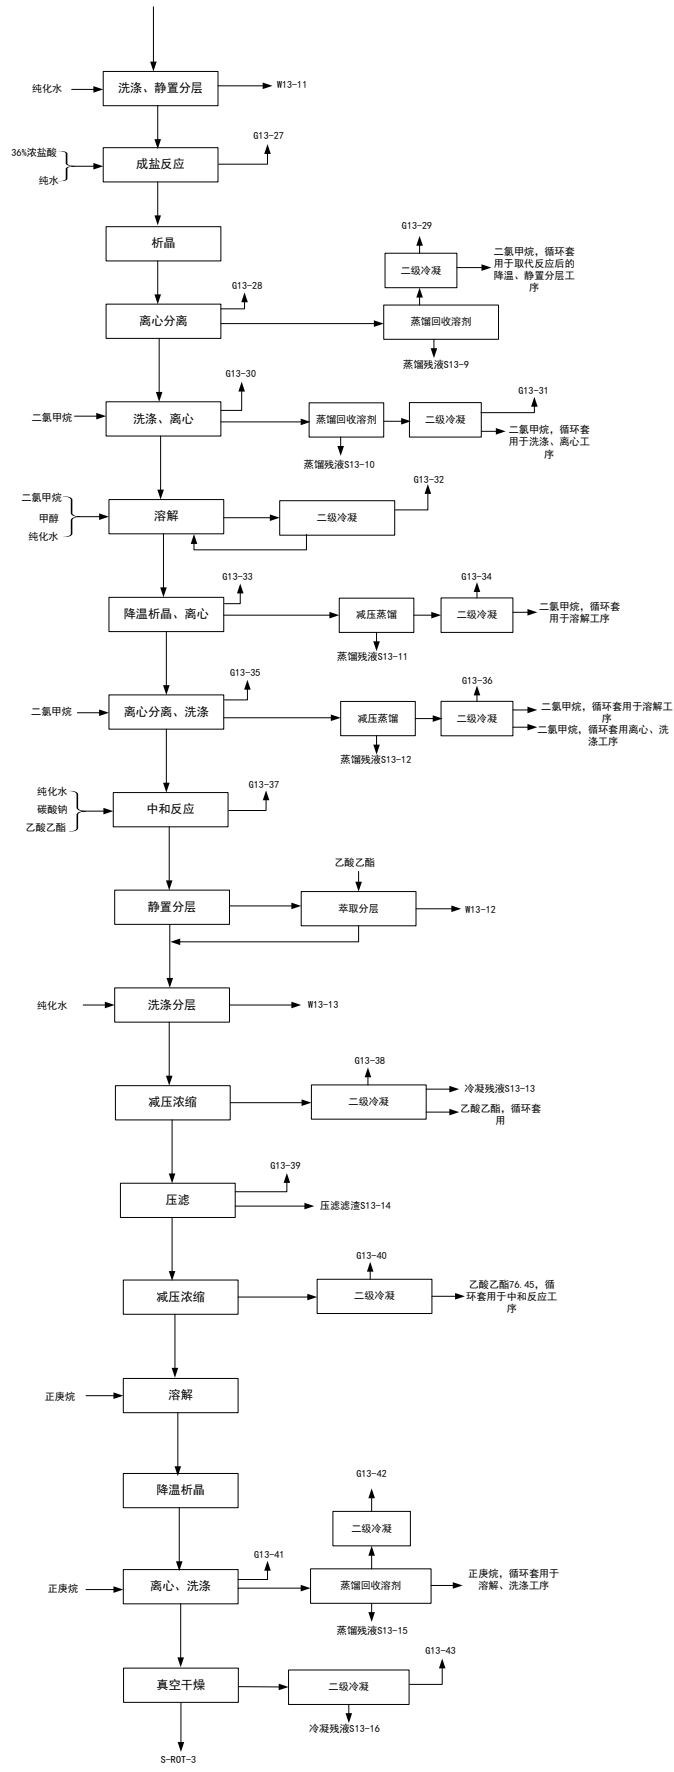 纯化水
洗涤、静置分层
W13-11
36%浓盐酸
纯水
成盐反应
G13-27
析晶
G13-29
二级冷凝
二氯甲烷，循环套
用于取代反应后的
降温、静置分层工
序
G13-28
离心分离
蒸馏回收溶剂
蒸馏残液S13-9
G13-30
二氯甲烷
洗涤、离心
蒸馏回收溶剂
二级冷凝
G13-31
二氯甲烷，循环套
用于洗涤、离心工
序
蒸馏残液S13-10
二氯甲烷
甲醇
纯化水
溶解
二级冷凝
G13-32
G13-33
降温析晶、离心
减压蒸馏
G13-34
二级冷凝
二氯甲烷，循环套
用于溶解工序
蒸馏残液S13-11
G13-35
二氯甲烷
离心分离、洗涤
减压蒸馏
G13-36
二级冷凝
二氯甲烷，循环套用于溶解工
序
二氯甲烷，循环套用离心、洗
涤工序
蒸馏残液S13-12
纯化水
碳酸钠
乙酸乙酯
中和反应
G13-37
静置分层
乙酸乙酯
萃取分层
W13-12
纯化水
洗涤分层
W13-13
减压浓缩
G13-38
二级冷凝
冷凝残液S13-13
乙酸乙酯，循环套
用
压滤
G13-39
压滤滤渣S13-14
减压浓缩
G13-40
二级冷凝
乙酸乙酯76.45，循
环套用于中和反应工
序
正庚烷
溶解
降温析晶
G13-42
二级冷凝
G13-41
正庚烷
离心、洗涤
蒸馏回收溶剂
正庚烷，循环套用于
溶解、洗涤工序
蒸馏残液S13-15
真空干燥
二级冷凝
G13-43
冷凝残液S13-16
S-ROT-3